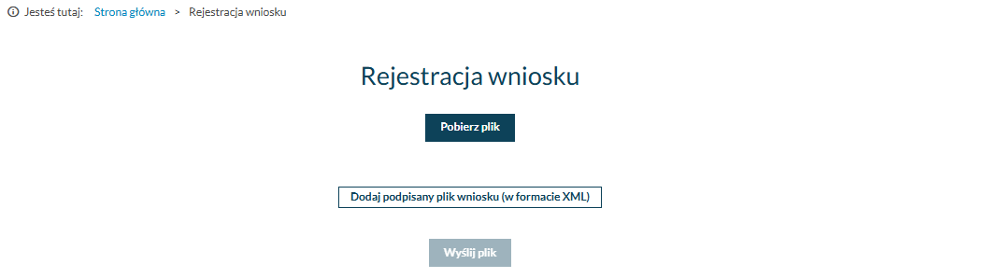 Jesteś tutaj: Strona główna > Rejestracja wniosku
Rejestracja wniosku
Pobierz plik
Dodaj podpisany plik wniosku (w formacie XML)
Wyślij plik